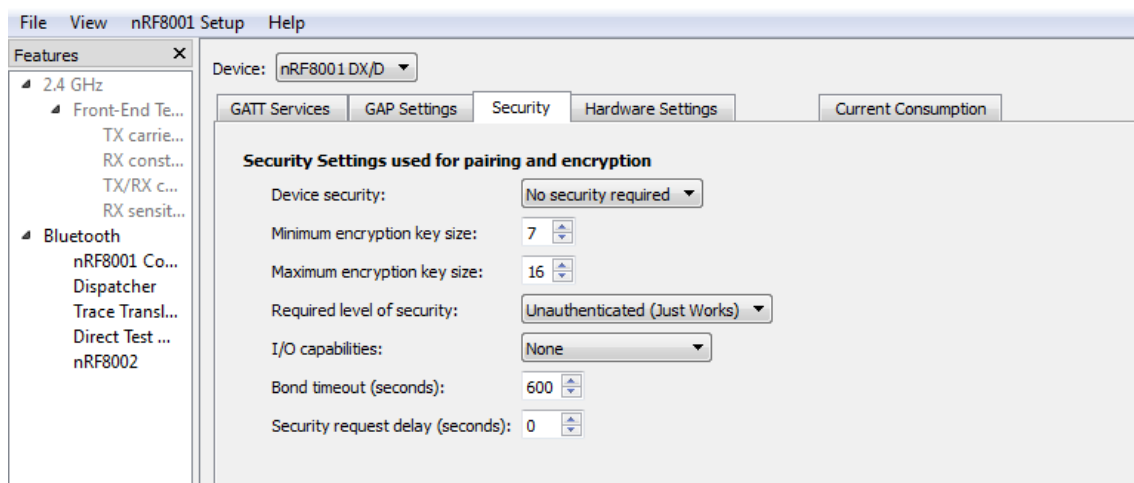 File View nRF8001 Setup Help
Features X
2.4 GHz
Front-End Te...
TX carrie...
RX const...
TX/RX c...
RX sensit...
Bluetooth
nRF8001 Co...
Dispatcher
Trace Transl...
Direct Test ...
nRF8002
Device: nRF8001 DX/D
GATT Services GAP Settings Security Hardware Settings Current Consumption
Security Settings used for pairing and encryption
Device security: No security required
Minimum encryption key size: 7
Maximum encryption key size: 16
Required level of security: Unauthenticated (Just Works)
I/O capabilities: None
Bond timeout (seconds): 600
Security request delay (seconds): 0